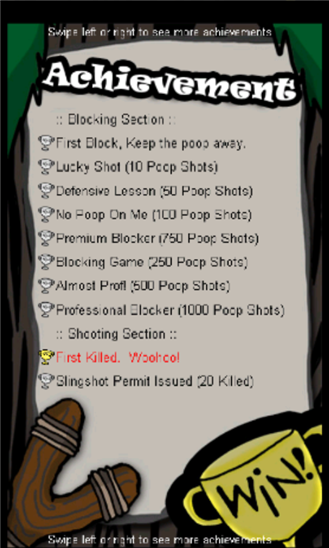 Swipe left or right to see more achievements
Achievement
:: Blocking Section ::
First Block, Keep the poop away.
Lucky Shot (10 Poop Shots)
Defensive Lesson (50 Poop Shots)
No Poop On Me (100 Poop Shots)
Premium Blocker (750 Poop Shots)
Blocking Game (250 Poop Shots)
Almost Pro!! (500 Poop Shots)
Professional Blocker (1000 Poop Shots)
:: Shooting Section ::
First Killed. Woohoo!
Slingshot Permit Issued (20 Killed)
WIN!
Swipe left or right to see more achievements